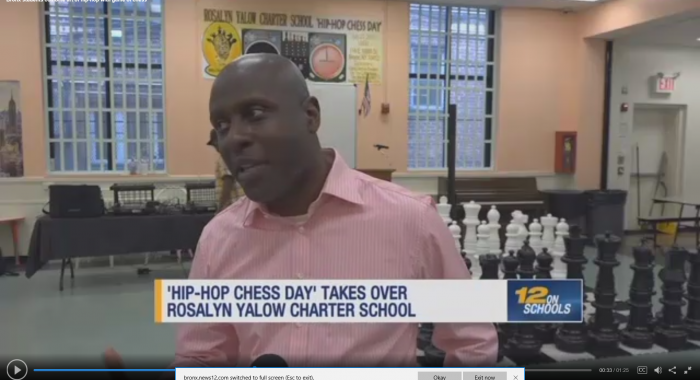 ROSALYN YALOW CHARTER SCHOOL 'HIP-HOP CHESS DAY'
EXIT
'HIP-HOP CHESS DAY' TAKES OVER
ROSALYN YALOW CHARTER SCHOOL
12 ON
SCHOOLS
00:33 / 01:25
bronx.news12.com switched to full screen (Esc to exit).
Okay
Exit now